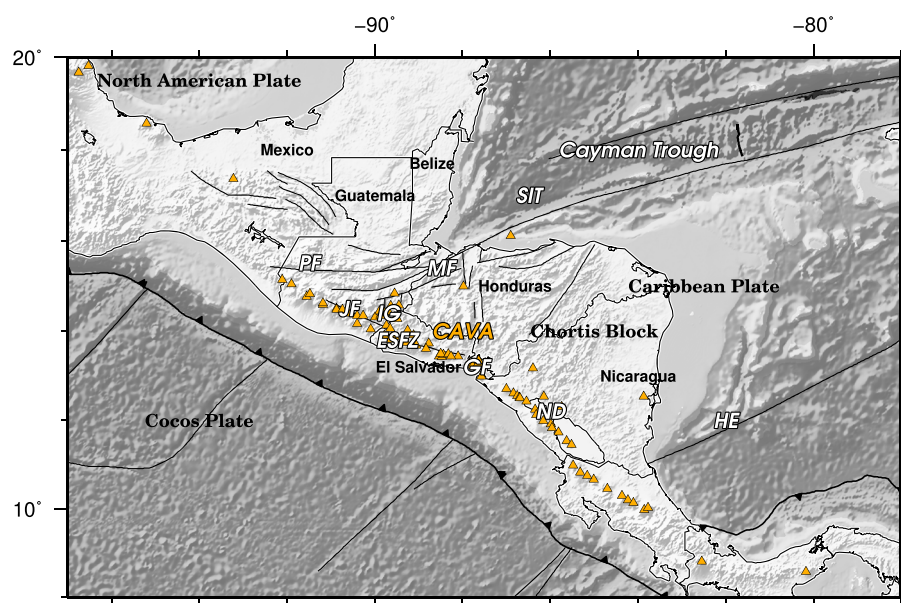 −90˚
−80˚
20˚
North American Plate
Mexico
Belize
Cayman Trough
Guatemala
SIT
PF
MF
Honduras
Caribbean Plate
JF
IG
CAVA
Chortis Block
ESFZ
El Salvador
GF
Nicaragua
ND
HE
Cocos Plate
10˚